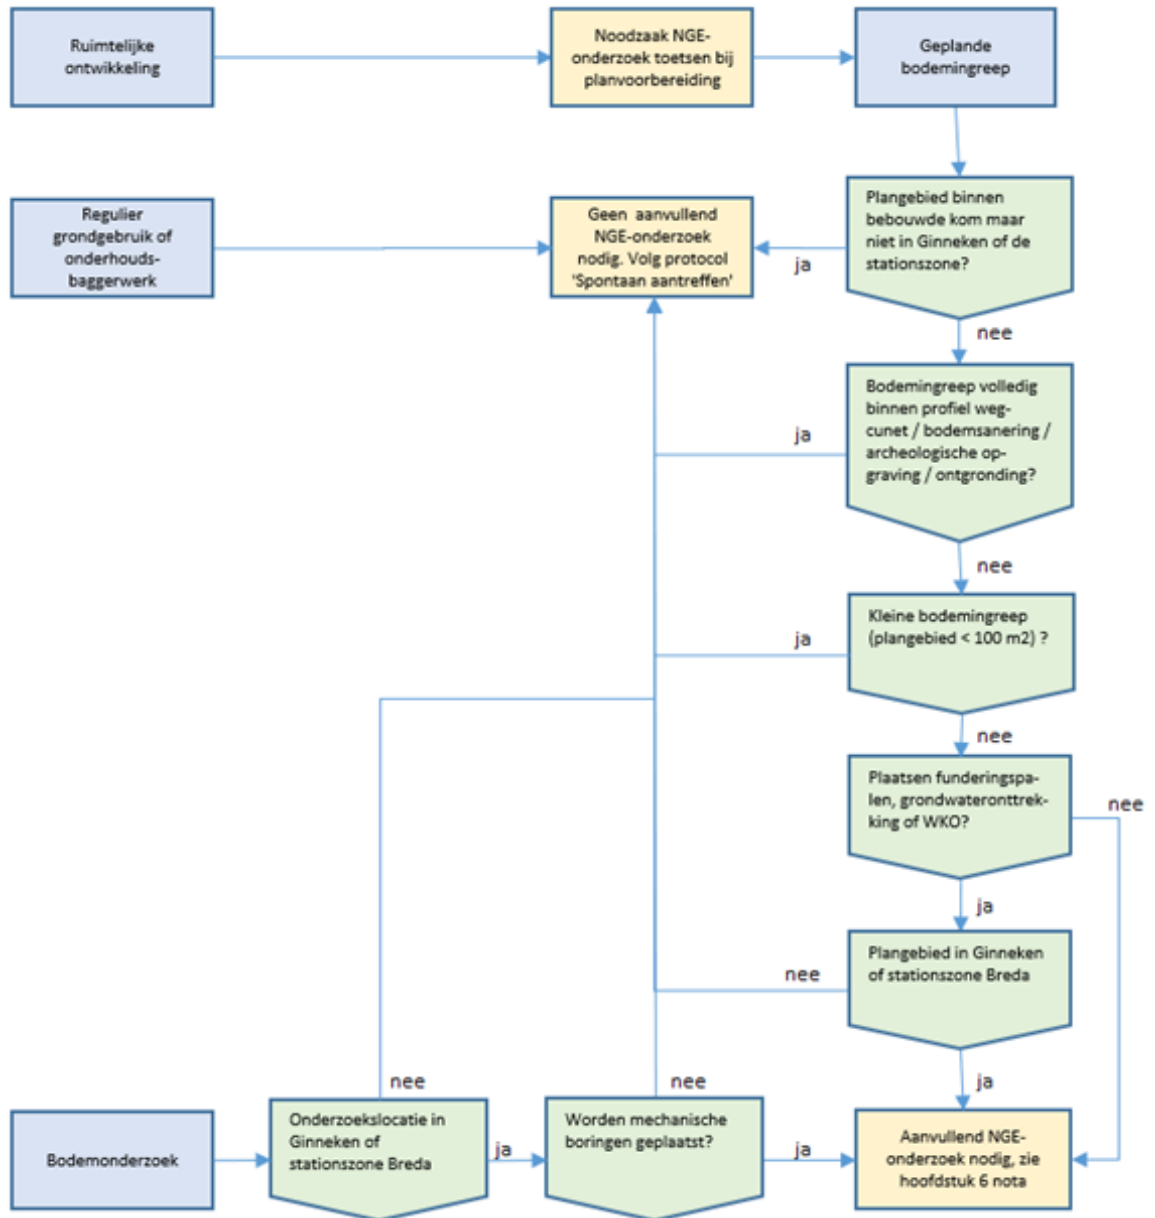 Ruimtelijke
ontwikkeling
Noodzaak NGE-
onderzoek toetsen bij
planvoorbereiding
Geplande
bodemingreep
Regulier
grondgebruik of
onderhouds-
baggerwerk
Geen aanvullend
NGE-onderzoek
nodig. Volg protocol
'Spontaan aantreffen'
ja
Plangebied binnen
bebouwde kom maar
niet in Ginneken of de
stationszone?
nee
ja
Bodemingreep volledig
binnen profiel weg-
cunet / bodemsanering /
archeologische op-
graving / ontgronding?
nee
ja
Kleine bodemingreep
(plangebied < 100 m2) ?
nee
Plaatsen funderingspa-
len, grondwateronttrek-
king of WKO?
nee
ja
nee
Plangebied in Ginneken
of stationszone Breda
nee
nee
ja
Bodemonderzoek
Onderzoekslocatie in
Ginneken of
stationszone Breda
ja
Worden mechanische
boringen geplaatst?
ja
Aanvullend NGE-
onderzoek nodig, zie
hoofdstuk 6 nota